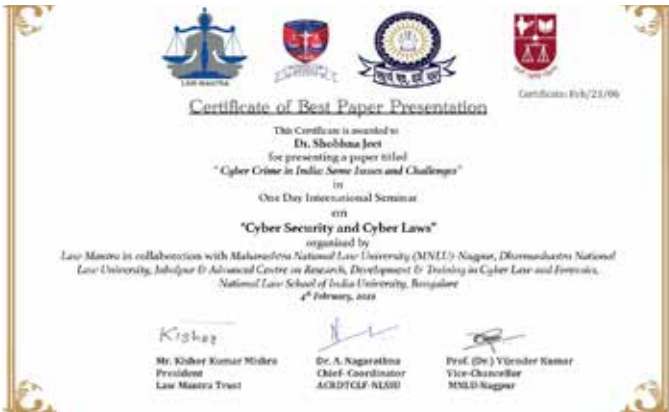 LAW MANTRA
Certificate: Feb/23/06
Certificate of Best Paper Presentation
This Certificate is awarded to
Dr. Shobhna Jeet
for presenting a paper titled
" Cyber Crime in India: Some Issues and Challenges"
in
One Day International Seminar
on
"Cyber Security and Cyber Laws"
organised by
Law Mantra in collaboration with Maharashtra National Law University (MNLU)-Nagpur, Dharmashastra National
Law University, Jabalpur & Advanced Centre on Research, Development & Training in Cyber Law and Forensics,
National Law School of India University, Bangalore
4th February,
Kishor
Mr. Kishor Kumar Mishra
President
Law Mantra Trust
Dr. A. Nagarathna
Chief- Coordinator
ACRDTCLF-NLSIU
Prof. (Dr.) Vijender Kumar
Vice-Chancellor
MNLU-Nagpur